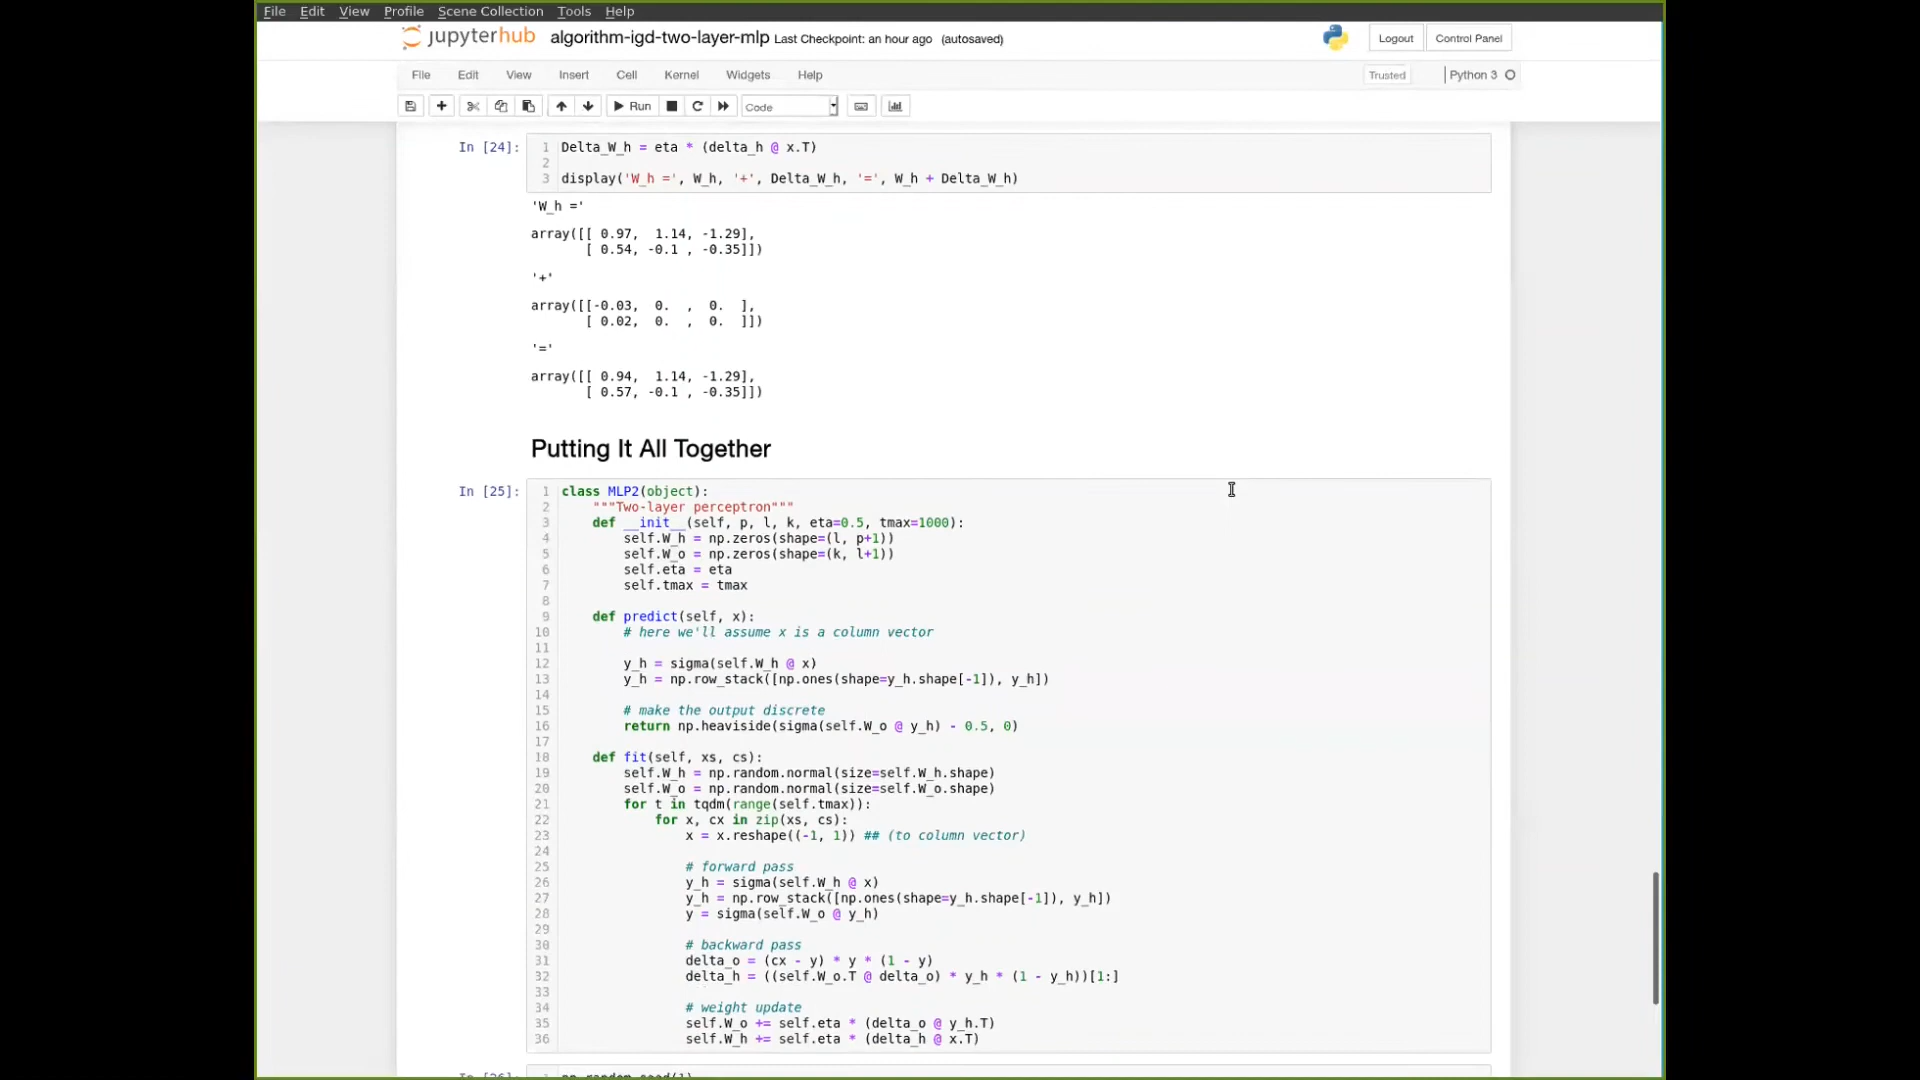 File Edit View Profile Scene Collection Tools Help
jupyterhub algorithm-igd-two-layer-mlp Last Checkpoint: an hour ago (autosaved) Logout Control Panel
File Edit View Insert Cell Kernel Widgets Help Trusted Python 3
Run Code
In [24]: 1 Delta_W_h = eta * (delta_h @ x.T)
2
3 display('W_h =', W_h, '+', Delta_W_h, '=', W_h + Delta_W_h)
'W_h ='
array([[ 0.97,  1.14, -1.29],
       [ 0.54, -0.1 , -0.35]])
'+'
array([[-0.03,  0.  ,  0.  ],
       [ 0.02,  0.  ,  0.  ]])
'='
array([[ 0.94,  1.14, -1.29],
       [ 0.57, -0.1 , -0.35]])
Putting It All Together
In [25]: 1 class MLP2(object):
2     """Two-layer perceptron"""
3     def __init__(self, p, l, k, eta=0.5, tmax=1000):
4         self.W_h = np.zeros(shape=(l, p+1))
5         self.W_o = np.zeros(shape=(k, l+1))
6         self.eta = eta
7         self.tmax = tmax
8
9     def predict(self, x):
10         # here we'll assume x is a column vector
11
12         y_h = sigma(self.W_h @ x)
13         y_h = np.row_stack([np.ones(shape=y_h.shape[-1]), y_h])
14
15         # make the output discrete
16         return np.heaviside(sigma(self.W_o @ y_h) - 0.5, 0)
17
18     def fit(self, xs, cs):
19         self.W_h = np.random.normal(size=self.W_h.shape)
20         self.W_o = np.random.normal(size=self.W_o.shape)
21         for t in tqdm(range(self.tmax)):
22             for x, cx in zip(xs, cs):
23                 x = x.reshape((-1, 1)) ## (to column vector)
24
25                 # forward pass
26                 y_h = sigma(self.W_h @ x)
27                 y_h = np.row_stack([np.ones(shape=y_h.shape[-1]), y_h])
28                 y = sigma(self.W_o @ y_h)
29
30                 # backward pass
31                 delta_o = (cx - y) * y * (1 - y)
32                 delta_h = ((self.W_o.T @ delta_o) * y_h * (1 - y_h))[1:]
33
34                 # weight update
35                 self.W_o += self.eta * (delta_o @ y_h.T)
36                 self.W_h += self.eta * (delta_h @ x.T)
In [26]: 1 np.random.seed(1)